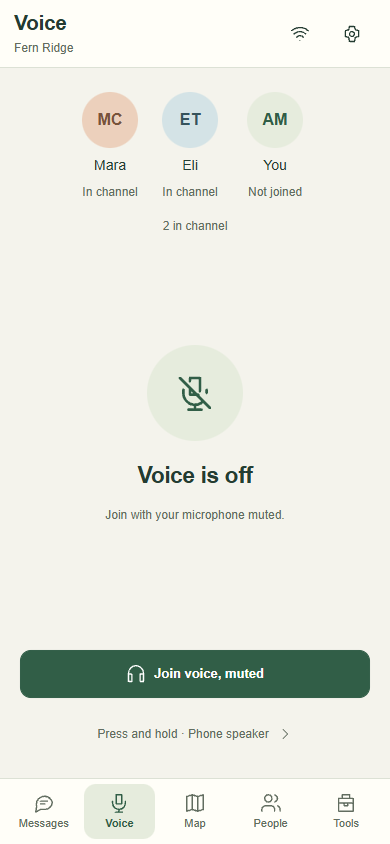 Voice
Fern Ridge
MC ET AM
Mara Eli You
In channel In channel Not joined
2 in channel
Voice is off
Join with your microphone muted.
Join voice, muted
Press and hold · Phone speaker
Messages Voice Map People Tools